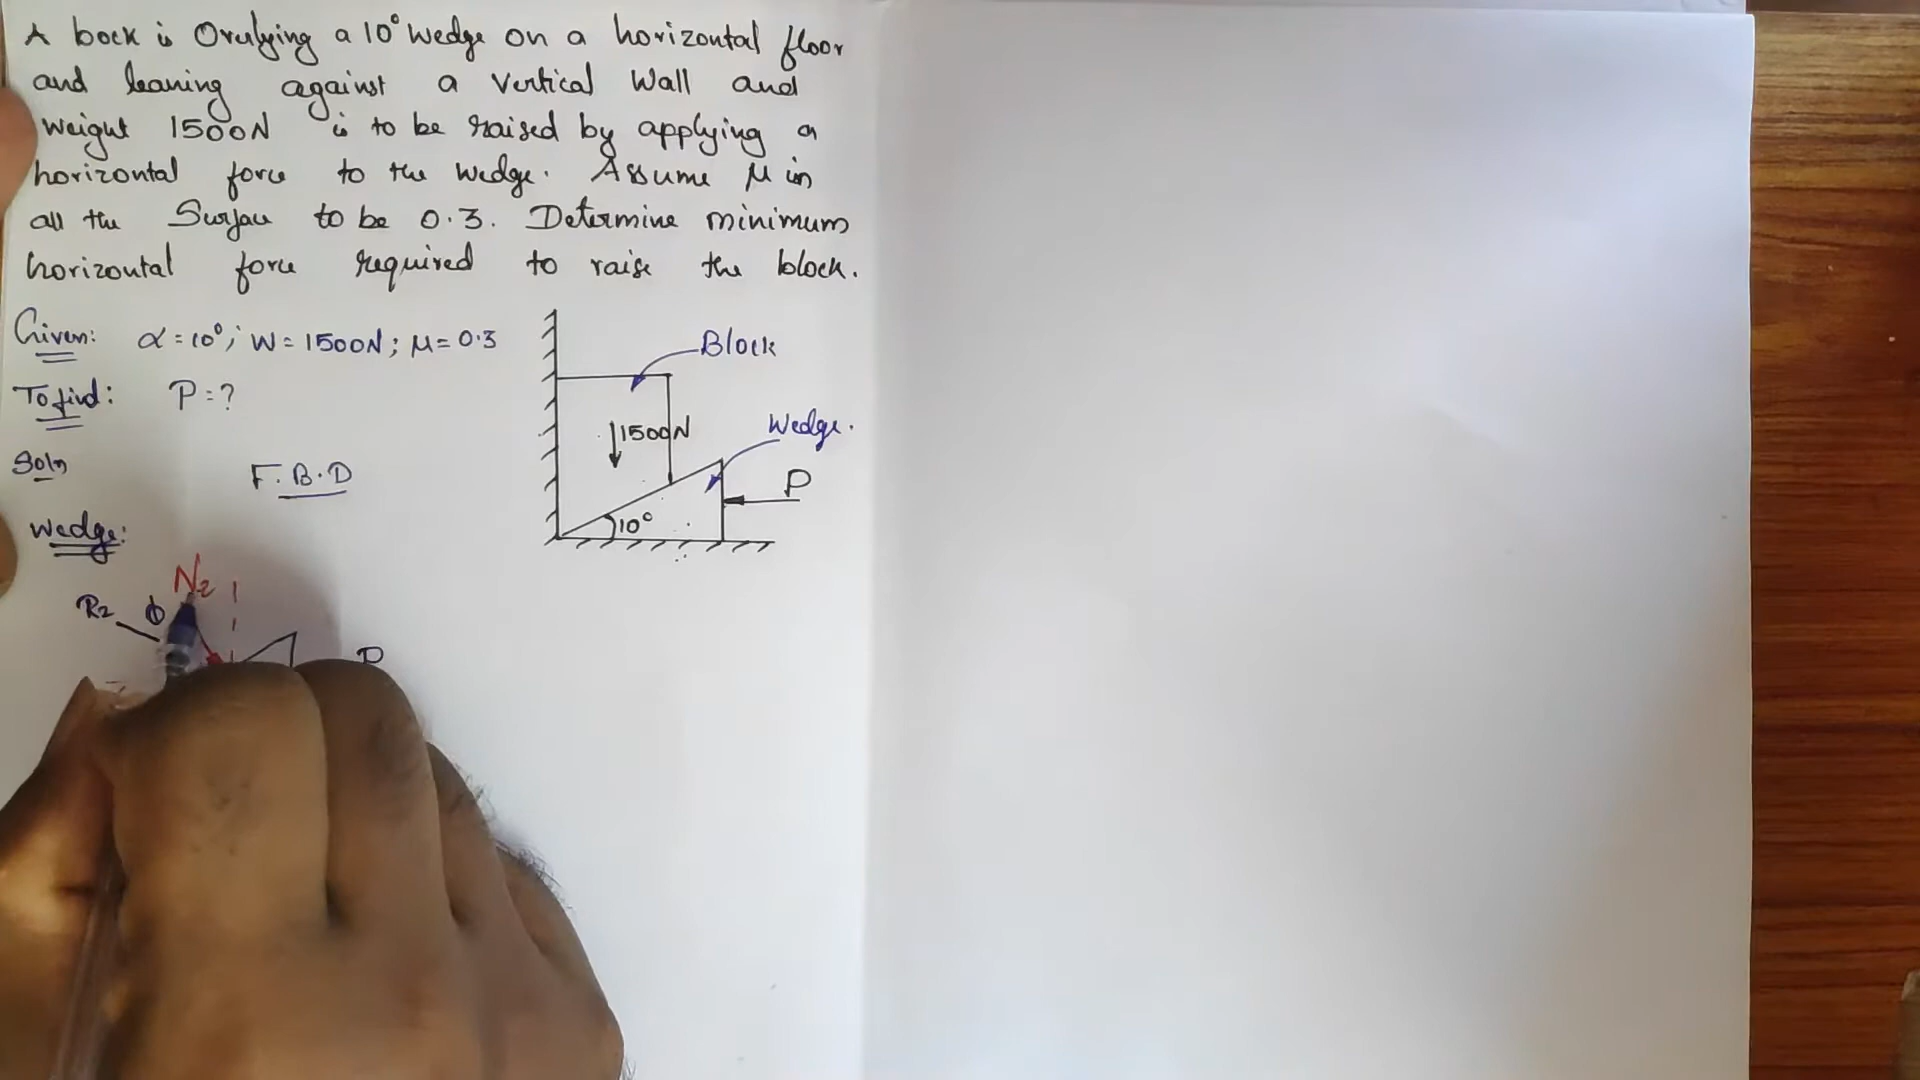 A bock is Overlying a 10° Wedge on a horizontal floor
and leaning against a Vertical Wall and
Weight 1500N is to be raised by applying a
horizontal force to the wedge. Assume μ in
all the Surface to be 0.3. Determine minimum
horizontal force required to raise the block.
Given: α = 10°; W = 1500N; μ = 0.3
To find: P = ?
Soln
F.B.D
Wedge:
N2
R2 ϕ
P
Block
1500N
Wedge.
P
10°